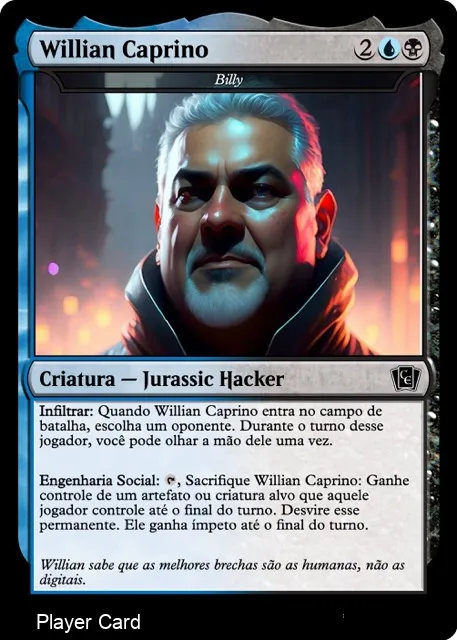 Willian Caprino 2
Billy
Criatura — Jurassic Hacker
Infiltrar: Quando Willian Caprino entra no campo de
batalha, escolha um oponente. Durante o turno desse
jogador, você pode olhar a mão dele uma vez.
Engenharia Social: , Sacrifique Willian Caprino: Ganhe
controle de um artefato ou criatura alvo que aquele
jogador controle até o final do turno. Desvire esse
permanente. Ele ganha ímpeto até o final do turno.
Willian sabe que as melhores brechas são as humanas, não as
digitais.
Player Card